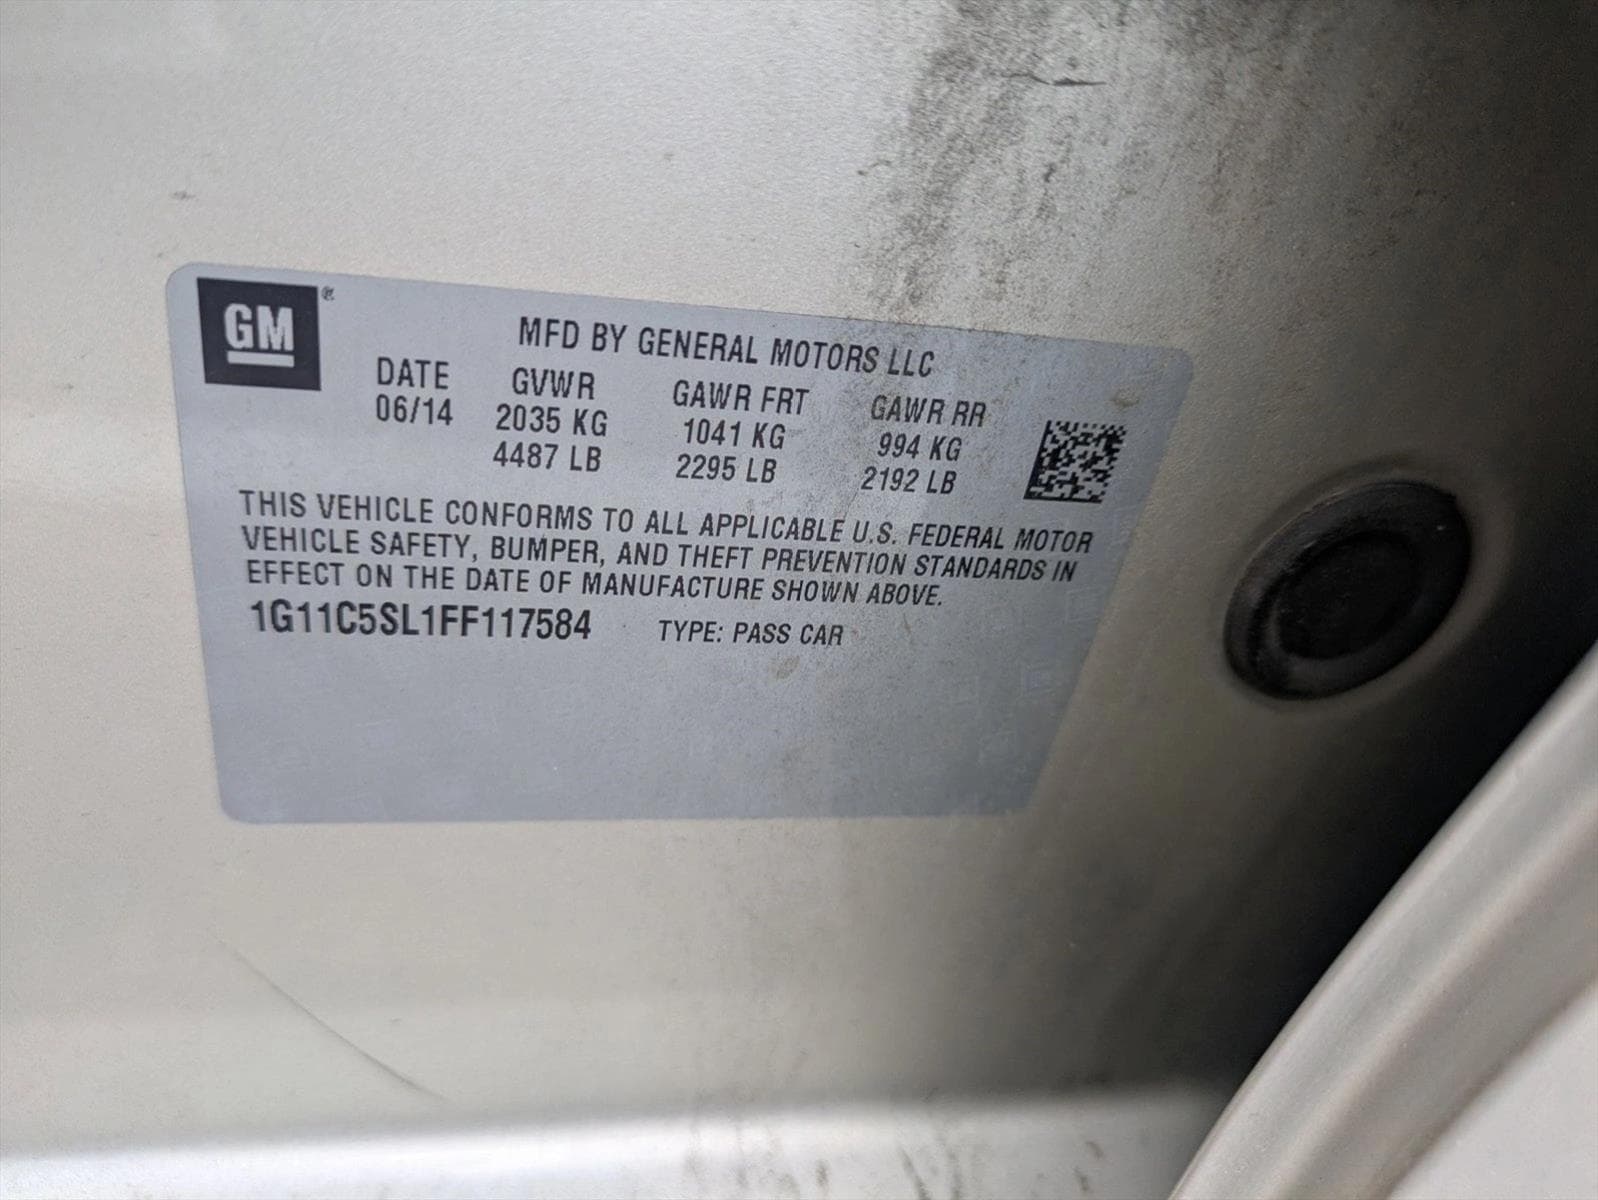 GM®
MFD BY GENERAL MOTORS LLC
DATE GVWR GAWR FRT GAWR RR
06/14 2035 KG 1041 KG 994 KG
4487 LB 2295 LB 2192 LB
THIS VEHICLE CONFORMS TO ALL APPLICABLE U.S. FEDERAL MOTOR
VEHICLE SAFETY, BUMPER, AND THEFT PREVENTION STANDARDS IN
EFFECT ON THE DATE OF MANUFACTURE SHOWN ABOVE.
1G11C5SL1FF117584 TYPE: PASS CAR